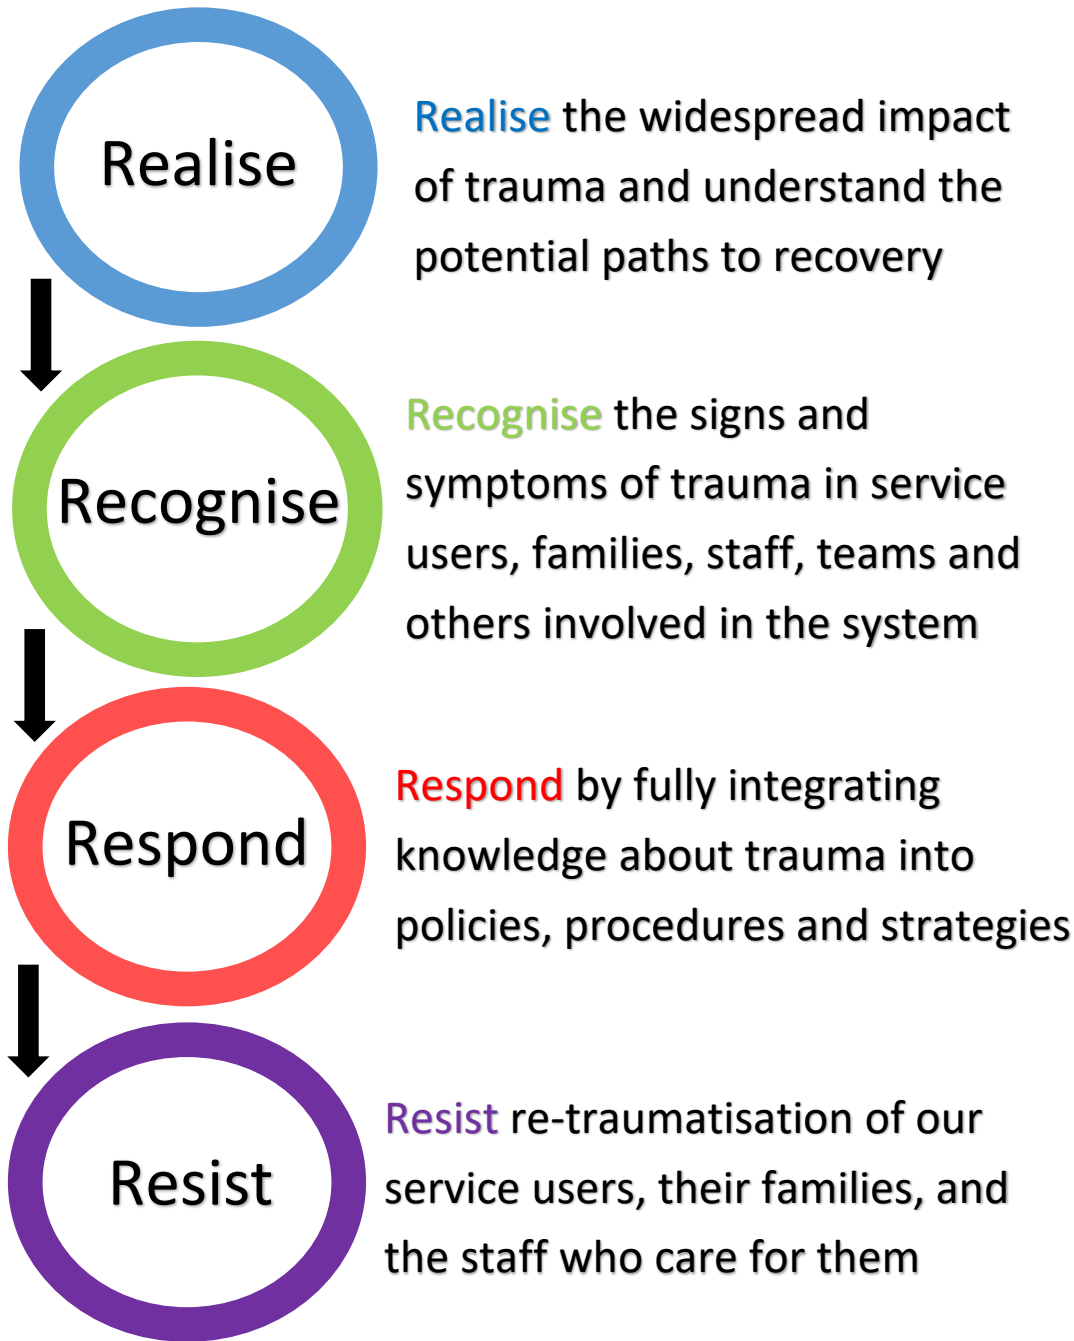 Realise
Realise the widespread impact
of trauma and understand the
potential paths to recovery
Recognise
Recognise the signs and
symptoms of trauma in service
users, families, staff, teams and
others involved in the system
Respond
Respond by fully integrating
knowledge about trauma into
policies, procedures and strategies
Resist
Resist re-traumatisation of our
service users, their families, and
the staff who care for them